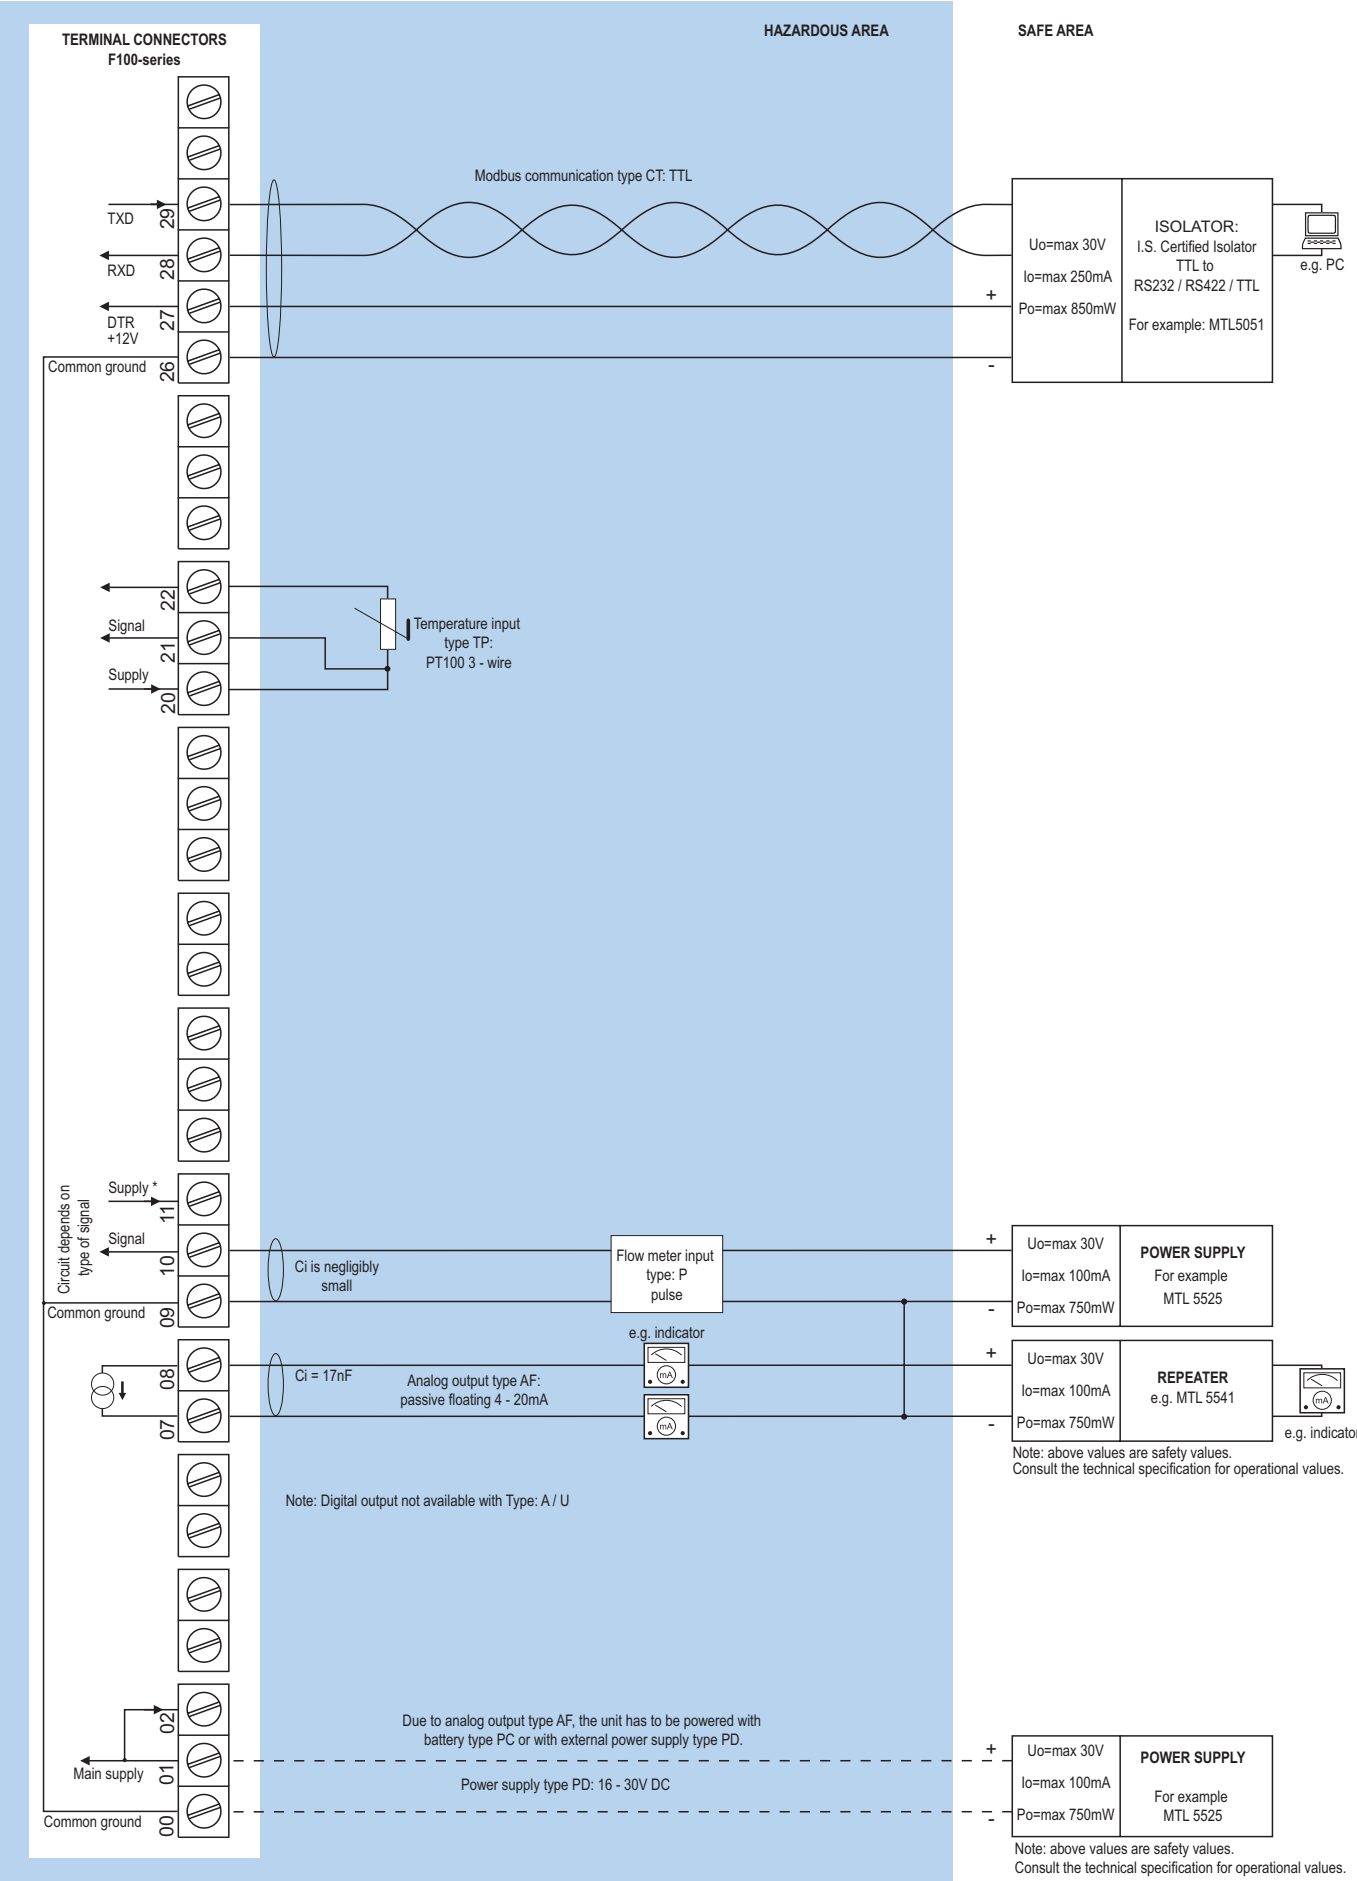 HAZARDOUS AREA
SAFE AREA
TERMINAL CONNECTORS
F100-series
Modbus communication type CT: TTL
TXD
29
RXD
28
DTR
+12V
27
Common ground
26
+
-
Uo=max 30V
Io=max 250mA
Po=max 850mW
ISOLATOR:
I.S. Certified Isolator
TTL to
RS232 / RS422 / TTL
For example: MTL5051
e.g. PC
22
Signal
21
Supply
20
Temperature input
type TP:
PT100 3 - wire
Circuit depends on
type of signal
Supply *
11
Signal
10
Common ground
09
Ci is negligibly
small
Flow meter input
type: P
pulse
+
-
Uo=max 30V
Io=max 100mA
Po=max 750mW
POWER SUPPLY
For example
MTL 5525
08
07
Ci = 17nF
Analog output type AF:
passive floating 4 - 20mA
e.g. indicator
mA
mA
+
-
Uo=max 30V
Io=max 100mA
Po=max 750mW
REPEATER
e.g. MTL 5541
mA
e.g. indicator
Note: above values are safety values.
Consult the technical specification for operational values.
Note: Digital output not available with Type: A / U
02
Main supply
01
Common ground
00
Due to analog output type AF, the unit has to be powered with
battery type PC or with external power supply type PD.
Power supply type PD: 16 - 30V DC
+
-
Uo=max 30V
Io=max 100mA
Po=max 750mW
POWER SUPPLY
For example
MTL 5525
Note: above values are safety values.
Consult the technical specification for operational values.